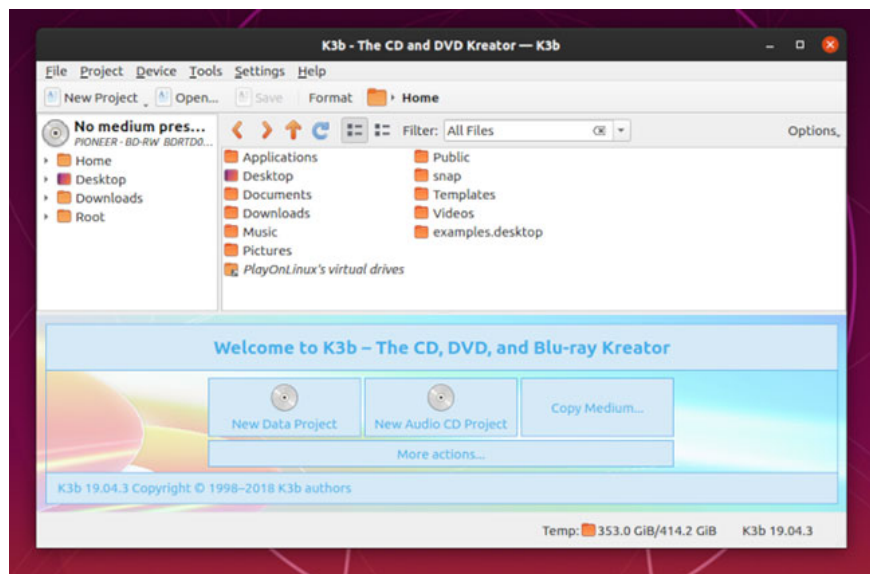 K3b - The CD and DVD Kreator — K3b
File Project Device Tools Settings Help
New Project Open... Save Format Home
No medium pres...
PIONEER - BD-RW BDRTD0...
Filter: All Files Options
Home
Desktop
Downloads
Root
Applications Public
Desktop snap
Documents Templates
Downloads Videos
Music examples.desktop
Pictures
PlayOnLinux's virtual drives
Welcome to K3b – The CD, DVD, and Blu-ray Kreator
New Data Project New Audio CD Project Copy Medium...
More actions...
K3b 19.04.3 Copyright © 1998–2018 K3b authors
Temp: 353.0 GiB/414.2 GiB K3b 19.04.3